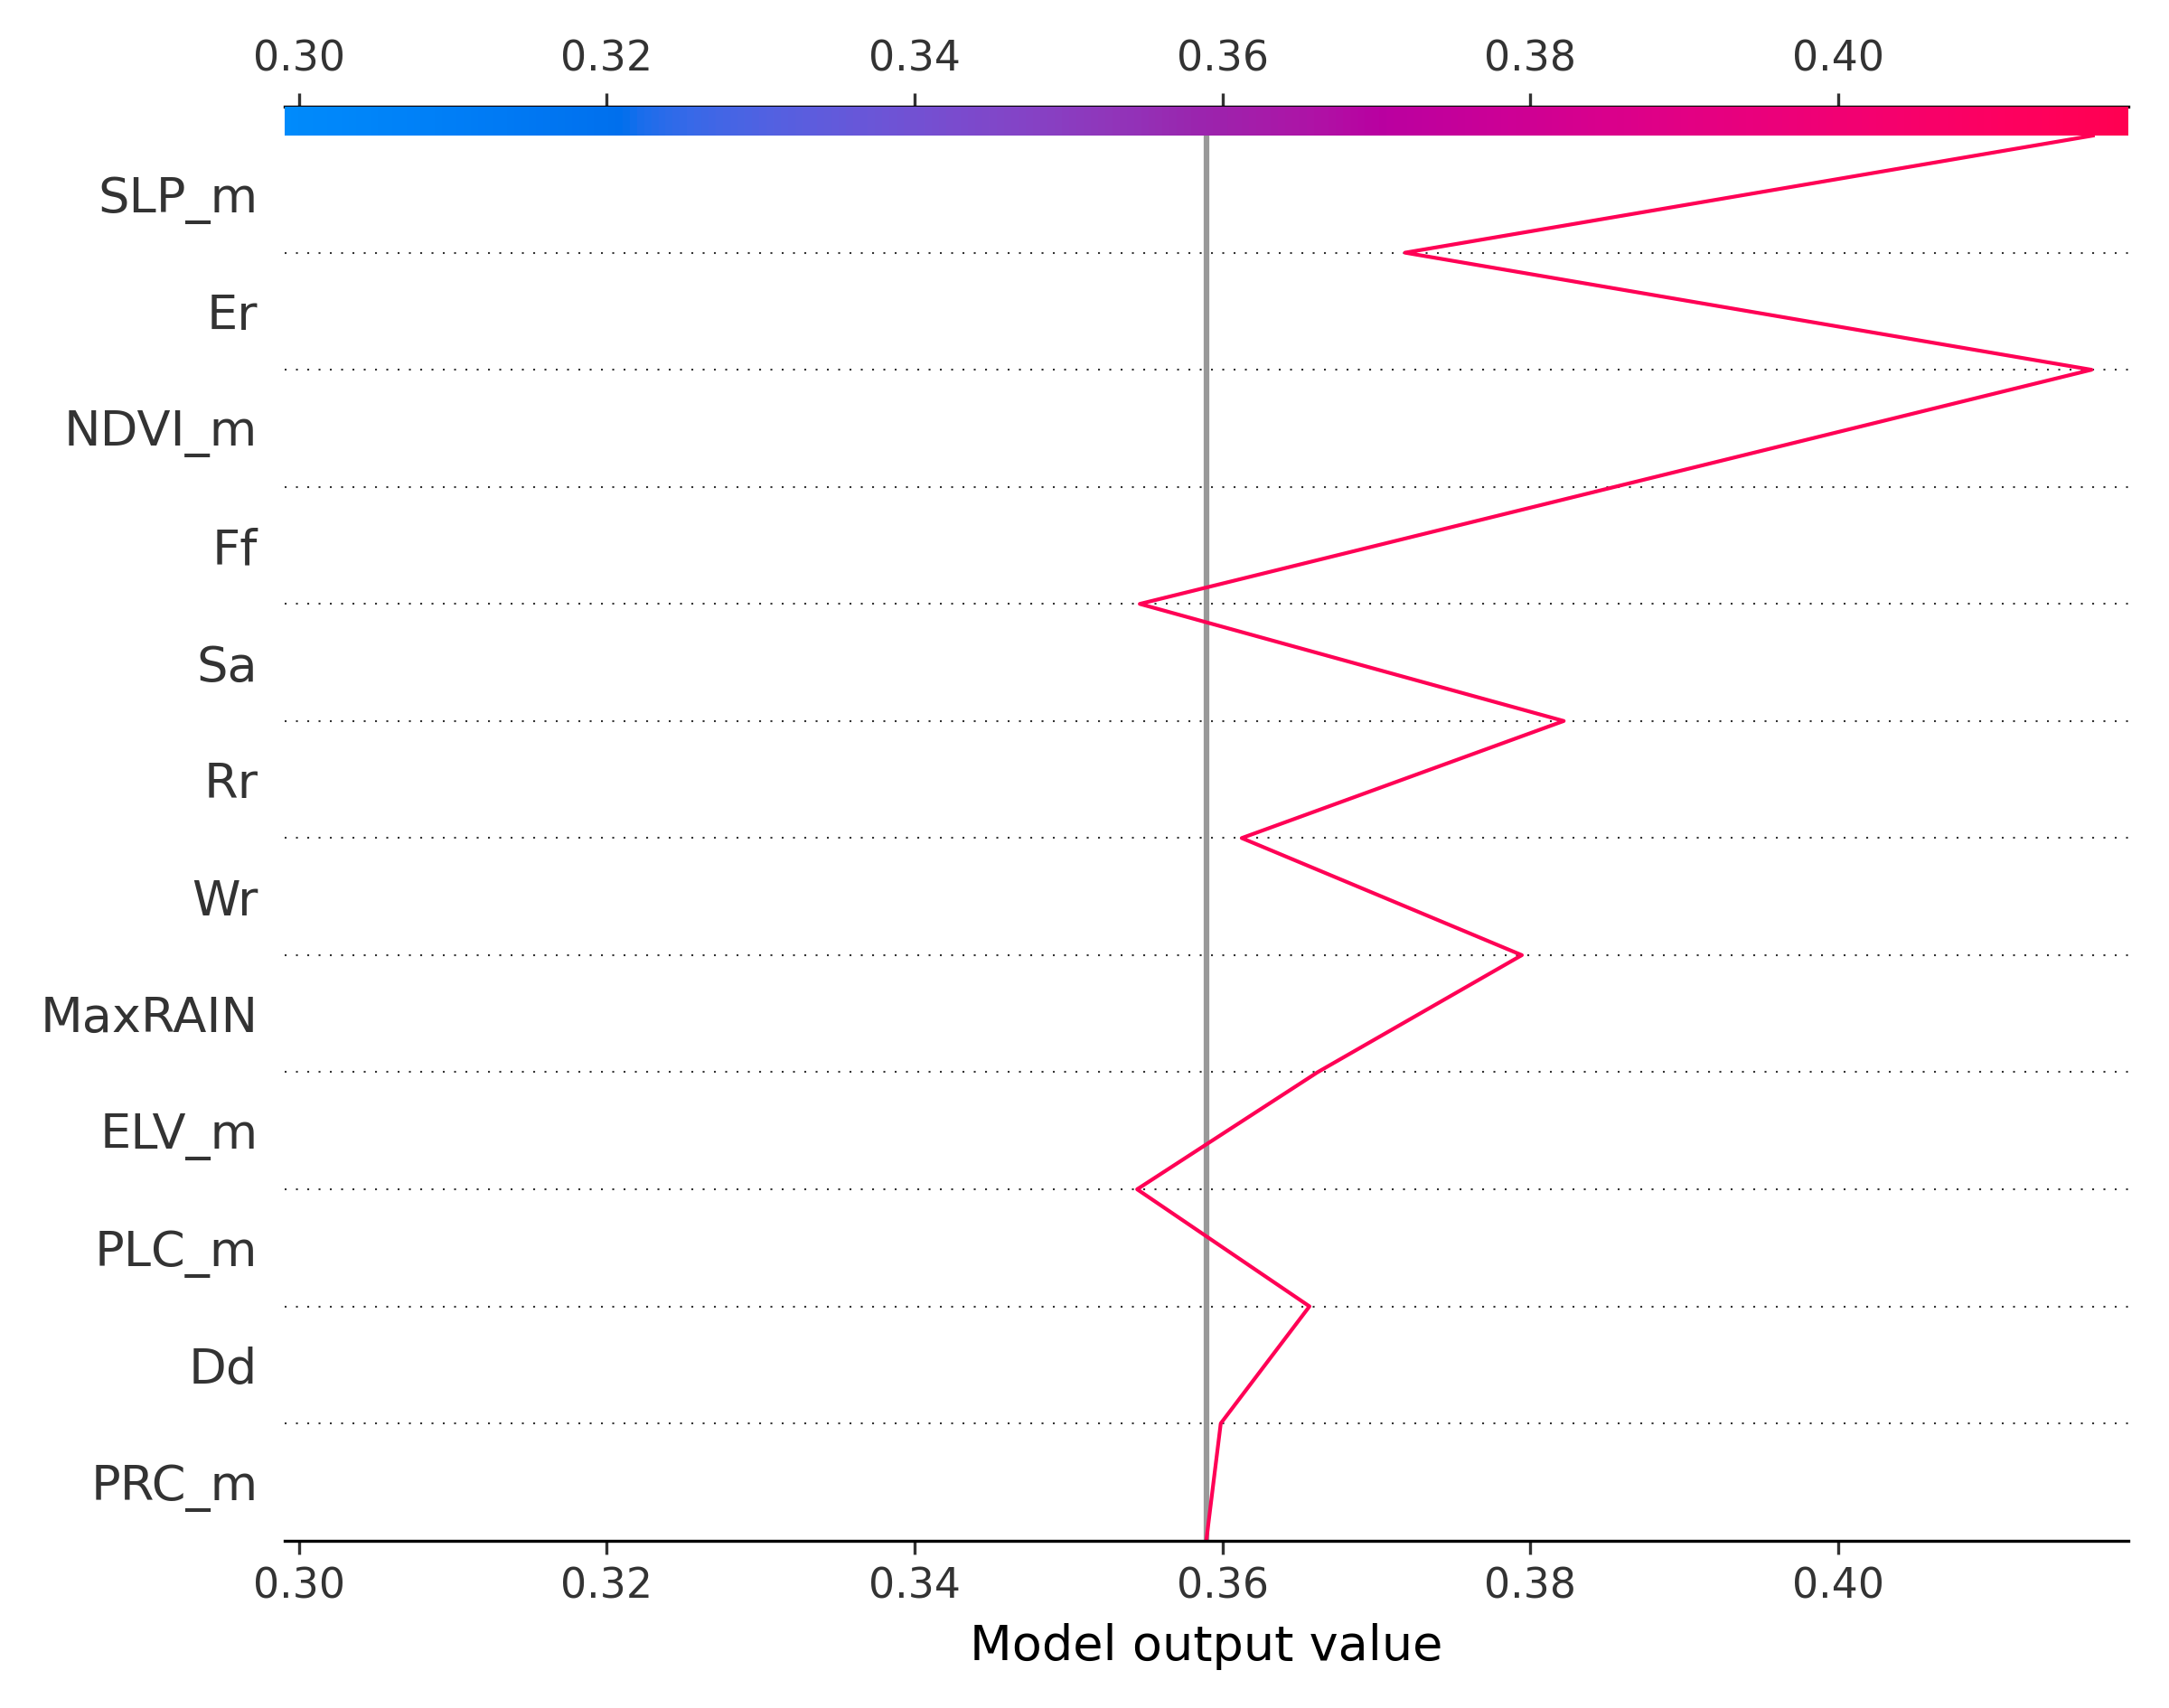 0.30 0.32 0.34 0.36 0.38 0.40
SLP_m
Er
NDVI_m
Ff
Sa
Rr
Wr
MaxRAIN
ELV_m
PLC_m
Dd
PRC_m
0.30 0.32 0.34 0.36 0.38 0.40
Model output value